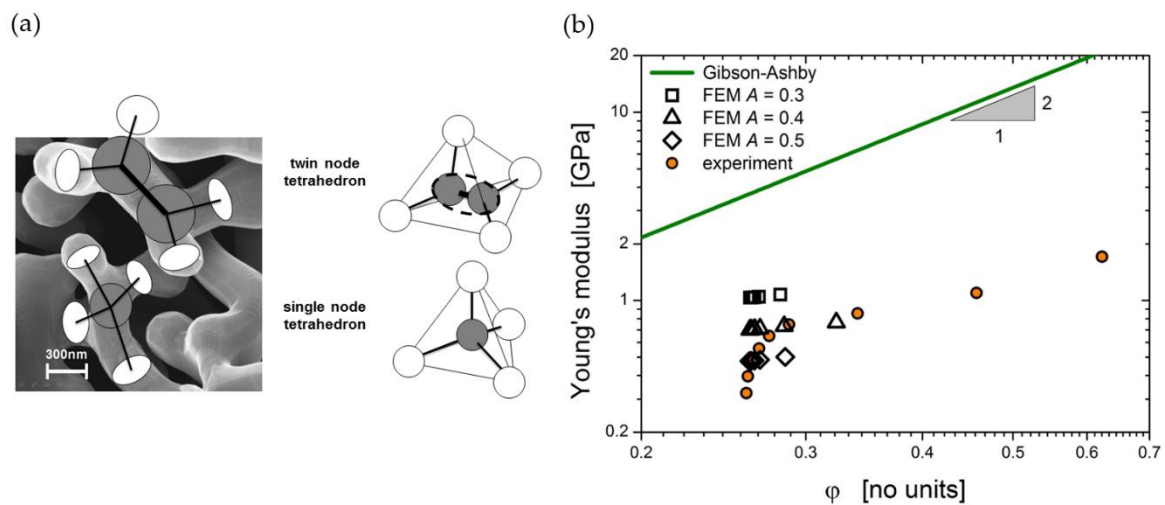 (a)
twin node
tetrahedron
single node
tetrahedron
300nm
(b)
Young's modulus [GPa]
20
10
2
1
0.2
Gibson-Ashby
FEM A = 0.3
FEM A = 0.4
FEM A = 0.5
experiment
2
1
0.2
0.3
0.4
0.5
0.6
0.7
φ [no units]